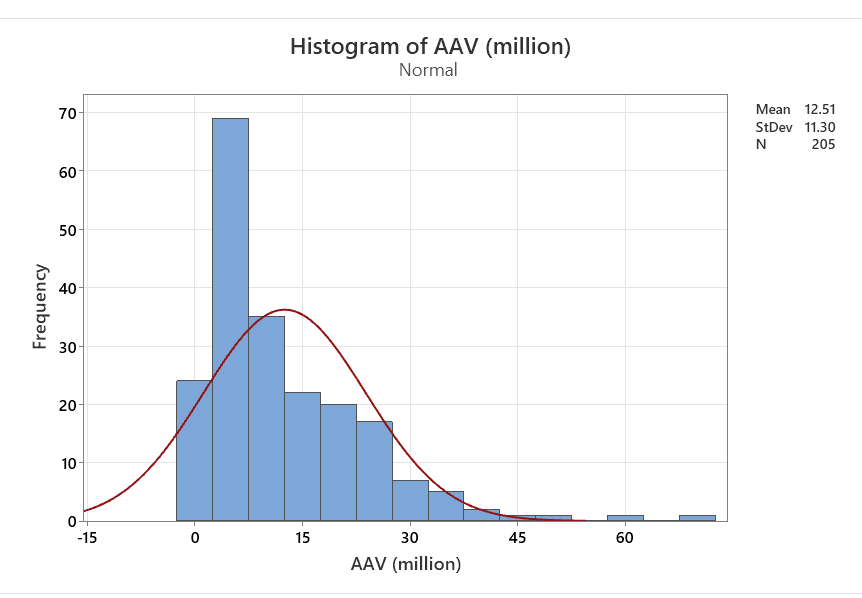 Histogram of AAV (million)
Normal
Mean 12.51
StDev 11.30
N 205
70
60
50
40
30
20
10
0
Frequency
-15 0 15 30 45 60
AAV (million)